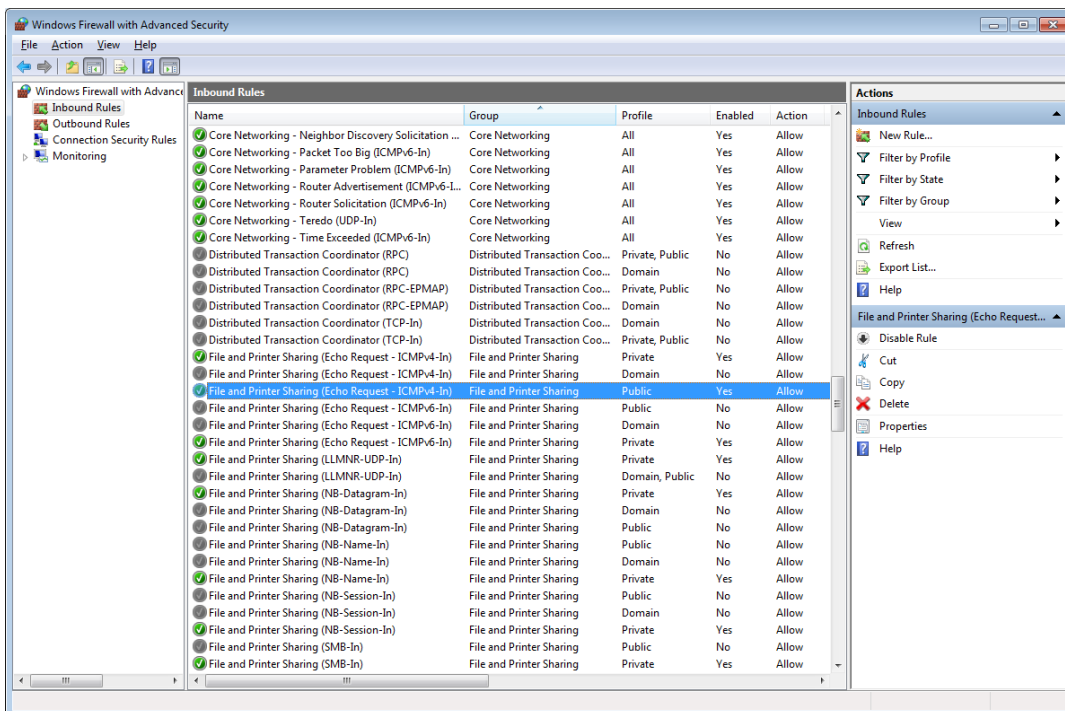 Windows Firewall with Advanced Security
File Action View Help
Windows Firewall with Advance
Inbound Rules
Outbound Rules
Connection Security Rules
Monitoring
Inbound Rules
Name Group Profile Enabled Action
Core Networking - Neighbor Discovery Solicitation ... Core Networking All Yes Allow
Core Networking - Packet Too Big (ICMPv6-In) Core Networking All Yes Allow
Core Networking - Parameter Problem (ICMPv6-In) Core Networking All Yes Allow
Core Networking - Router Advertisement (ICMPv6-I... Core Networking All Yes Allow
Core Networking - Router Solicitation (ICMPv6-In) Core Networking All Yes Allow
Core Networking - Teredo (UDP-In) Core Networking All Yes Allow
Core Networking - Time Exceeded (ICMPv6-In) Core Networking All Yes Allow
Distributed Transaction Coordinator (RPC) Distributed Transaction Coo... Private, Public No Allow
Distributed Transaction Coordinator (RPC) Distributed Transaction Coo... Domain No Allow
Distributed Transaction Coordinator (RPC-EPMAP) Distributed Transaction Coo... Private, Public No Allow
Distributed Transaction Coordinator (RPC-EPMAP) Distributed Transaction Coo... Domain No Allow
Distributed Transaction Coordinator (TCP-In) Distributed Transaction Coo... Domain No Allow
Distributed Transaction Coordinator (TCP-In) Distributed Transaction Coo... Private, Public No Allow
File and Printer Sharing (Echo Request - ICMPv4-In) File and Printer Sharing Private Yes Allow
File and Printer Sharing (Echo Request - ICMPv4-In) File and Printer Sharing Domain No Allow
File and Printer Sharing (Echo Request - ICMPv4-In) File and Printer Sharing Public Yes Allow
File and Printer Sharing (Echo Request - ICMPv6-In) File and Printer Sharing Public No Allow
File and Printer Sharing (Echo Request - ICMPv6-In) File and Printer Sharing Domain No Allow
File and Printer Sharing (Echo Request - ICMPv6-In) File and Printer Sharing Private Yes Allow
File and Printer Sharing (LLMNR-UDP-In) File and Printer Sharing Private Yes Allow
File and Printer Sharing (LLMNR-UDP-In) File and Printer Sharing Domain, Public No Allow
File and Printer Sharing (NB-Datagram-In) File and Printer Sharing Private Yes Allow
File and Printer Sharing (NB-Datagram-In) File and Printer Sharing Domain No Allow
File and Printer Sharing (NB-Datagram-In) File and Printer Sharing Public No Allow
File and Printer Sharing (NB-Name-In) File and Printer Sharing Public No Allow
File and Printer Sharing (NB-Name-In) File and Printer Sharing Domain No Allow
File and Printer Sharing (NB-Name-In) File and Printer Sharing Private Yes Allow
File and Printer Sharing (NB-Session-In) File and Printer Sharing Public No Allow
File and Printer Sharing (NB-Session-In) File and Printer Sharing Domain No Allow
File and Printer Sharing (NB-Session-In) File and Printer Sharing Private Yes Allow
File and Printer Sharing (SMB-In) File and Printer Sharing Public No Allow
File and Printer Sharing (SMB-In) File and Printer Sharing Private Yes Allow
Actions
Inbound Rules
New Rule...
Filter by Profile
Filter by State
Filter by Group
View
Refresh
Export List...
Help
File and Printer Sharing (Echo Request...
Disable Rule
Cut
Copy
Delete
Properties
Help